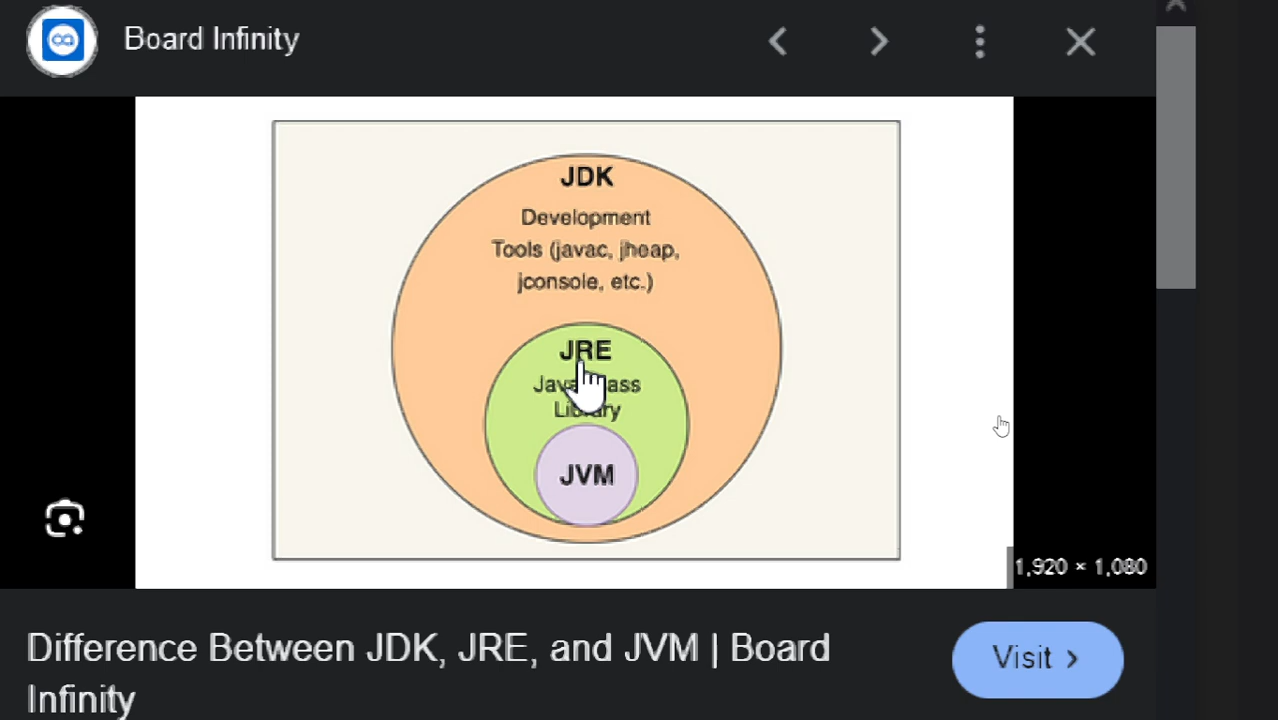 Board Infinity
JDK
Development
Tools (javac, jheap,
jconsole, etc.)
JRE
Library
JVM
1,920 × 1,080
Difference Between JDK, JRE, and JVM | Board
Infinity
Visit